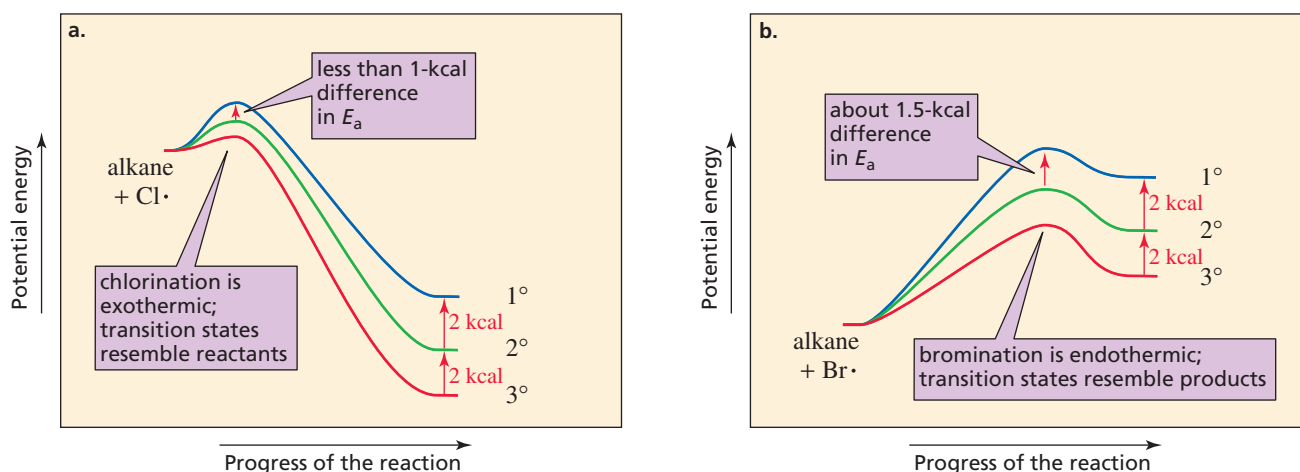 a.
less than 1-kcal
difference
in Ea
alkane
+ Cl·
chlorination is
exothermic;
transition states
resemble reactants
1°
2 kcal
2°
2 kcal
3°
Potential energy
Progress of the reaction
b.
about 1.5-kcal
difference
in Ea
1°
2 kcal
2°
2 kcal
3°
alkane
+ Br·
bromination is endothermic;
transition states resemble products
Potential energy
Progress of the reaction